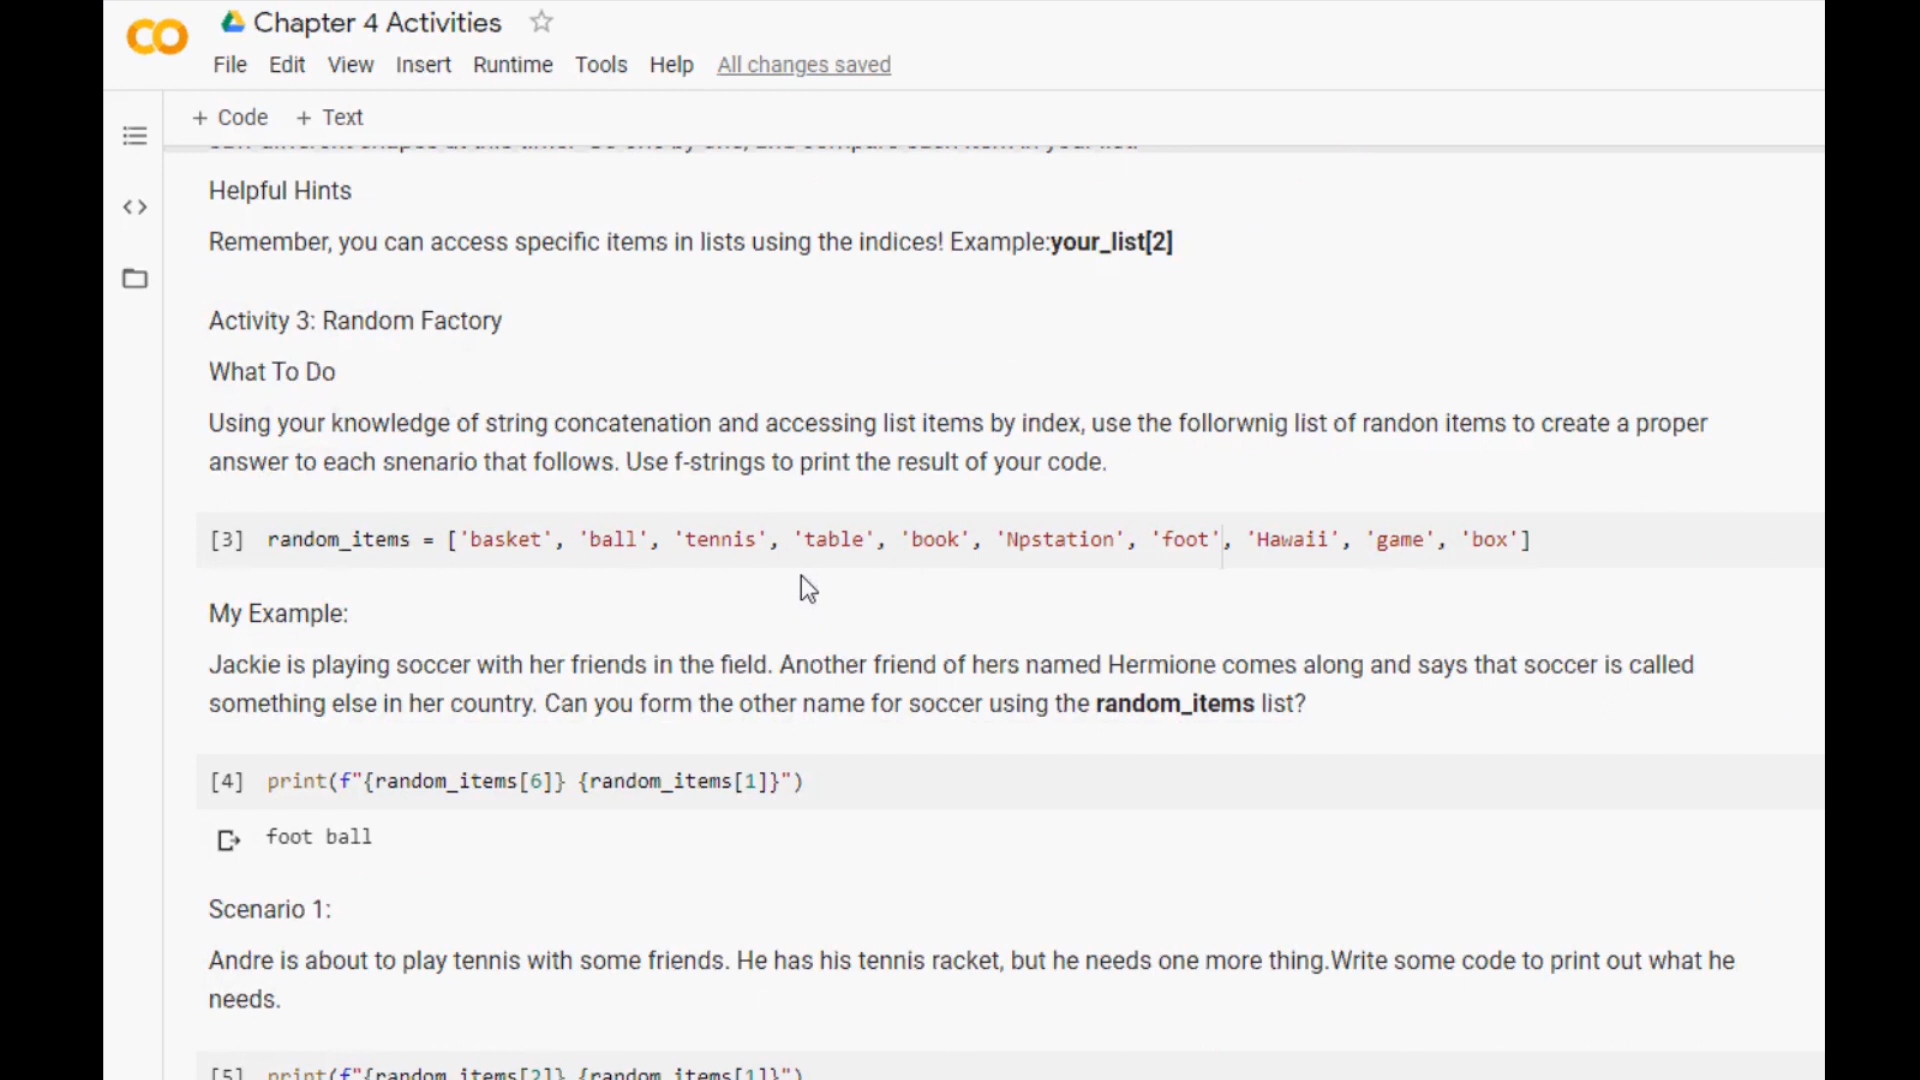 Chapter 4 Activities
File Edit View Insert Runtime Tools Help All changes saved
+ Code + Text
Helpful Hints
Remember, you can access specific items in lists using the indices! Example:your_list[2]
Activity 3: Random Factory
What To Do
Using your knowledge of string concatenation and accessing list items by index, use the follorwnig list of randon items to create a proper
answer to each snenario that follows. Use f-strings to print the result of your code.
[3] random_items = ['basket', 'ball', 'tennis', 'table', 'book', 'Npstation', 'foot', 'Hawaii', 'game', 'box']
My Example:
Jackie is playing soccer with her friends in the field. Another friend of hers named Hermione comes along and says that soccer is called
something else in her country. Can you form the other name for soccer using the random_items list?
[4] print(f"{random_items[6]} {random_items[1]}")
foot ball
Scenario 1:
Andre is about to play tennis with some friends. He has his tennis racket, but he needs one more thing.Write some code to print out what he
needs.
[5] print(f"{random_items[2]} {random_items[1]}")